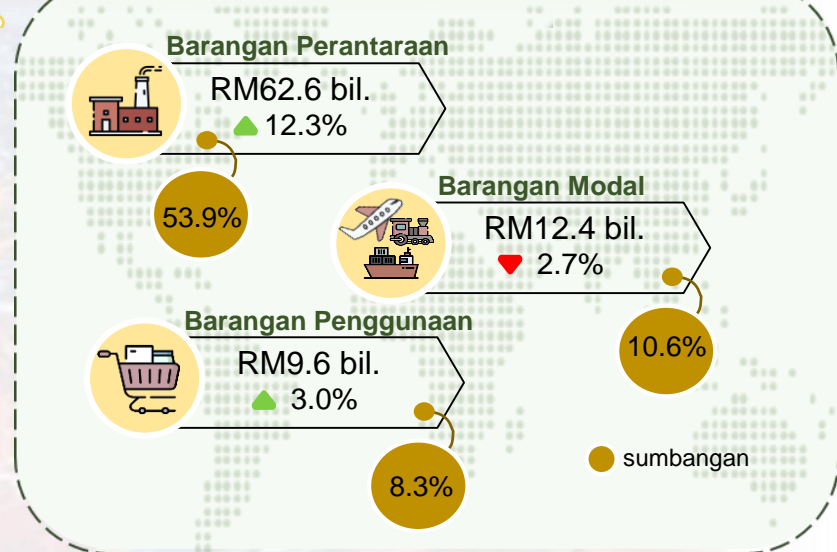 Barangan Perantaraan
RM62.6 bil.
12.3%
53.9%
Barangan Modal
RM12.4 bil.
2.7%
10.6%
Barangan Penggunaan
RM9.6 bil.
3.0%
8.3%
sumbangan